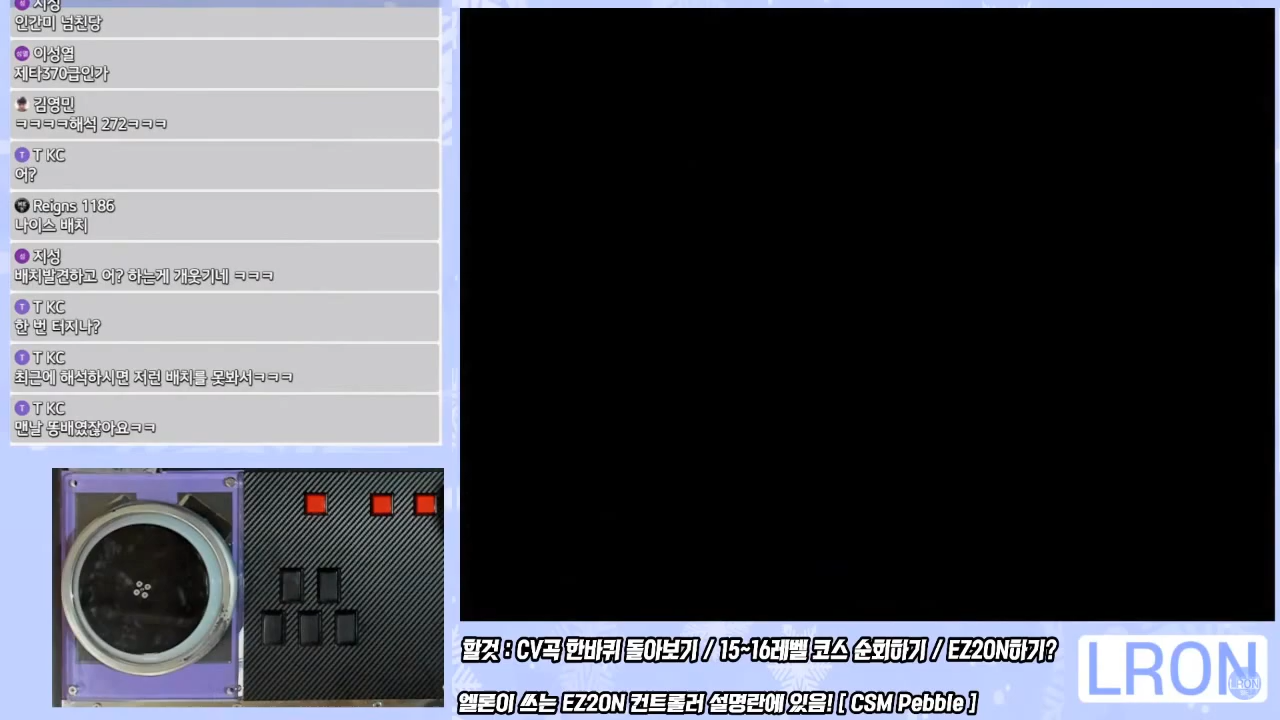 지성
인간미 넘친당
이성열
제타370급인가
김영민
ㅋㅋㅋㅋ해석 272ㅋㅋㅋ
T KC
어?
Reigns 1186
나이스 배치
지성
배치발견하고 어? 하는게 개웃기네 ㅋㅋㅋ
T KC
한 번 터지나?
T KC
최근에 해석하시면 저런 배치를 못봐서ㅋㅋㅋ
T KC
맨날 똥배였잖아요ㅋㅋ
할것 : CV곡 한바퀴 돌아보기 / 15~16레벨 코스 순회하기 / EZ2ON하기?
엘론이 쓰는 EZ2ON 컨트롤러 설명란에 있음! [ CSM Pebble ]
LRON
LRON